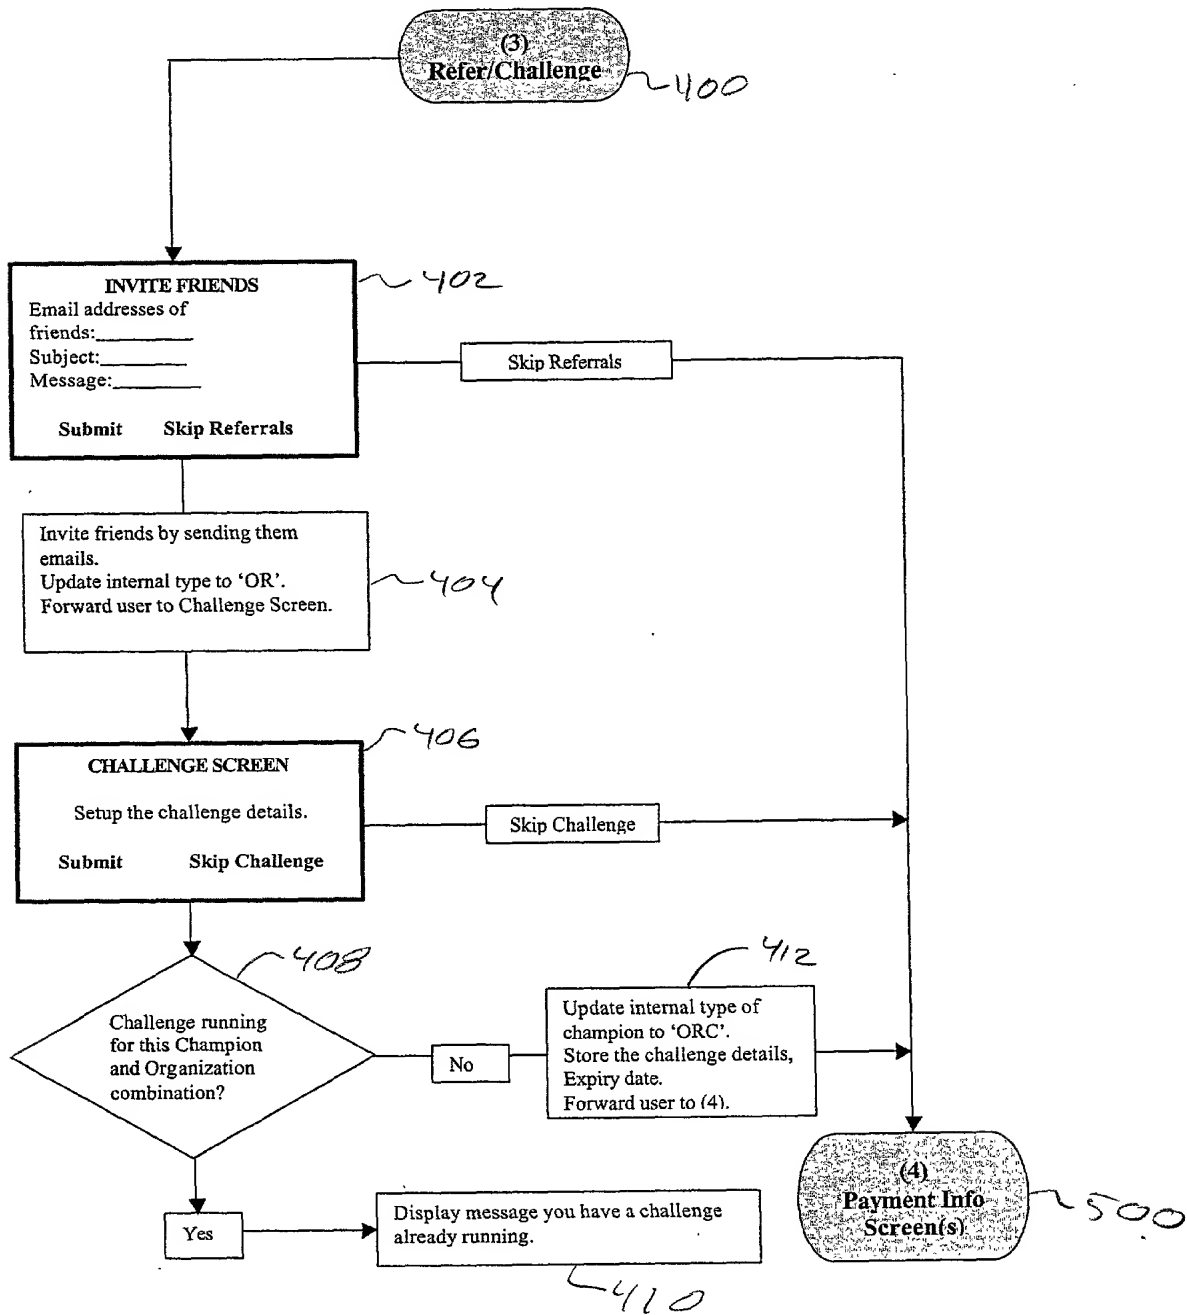 (3)
Refer/Challenge
400
INVITE FRIENDS
402
Email addresses of
friends:__________
Subject:_________
Message:_________
Submit Skip Referrals
Skip Referrals
Invite friends by sending them
emails.
Update internal type to ‘OR’.
Forward user to Challenge Screen.
404
406
CHALLENGE SCREEN
Setup the challenge details.
Submit Skip Challenge
Skip Challenge
408
Challenge running
for this Champion
and Organization
combination?
No
412
Update internal type of
champion to ‘ORC’.
Store the challenge details,
Expiry date.
Forward user to (4).
(4)
Payment Info
Screen(s)
500
Yes
Display message you have a challenge
already running.
410